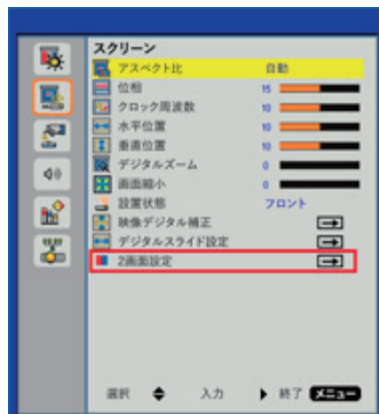 スクリーン
アスペクト比 自動
位相 15
クロック周波数 10
水平位置 10
垂直位置 10
デジタルズーム 0
画面縮小 0
設置状態 フロント
映像デジタル補正
デジタルスライド設定
2画面設定
選択 入力 終了 メニュー